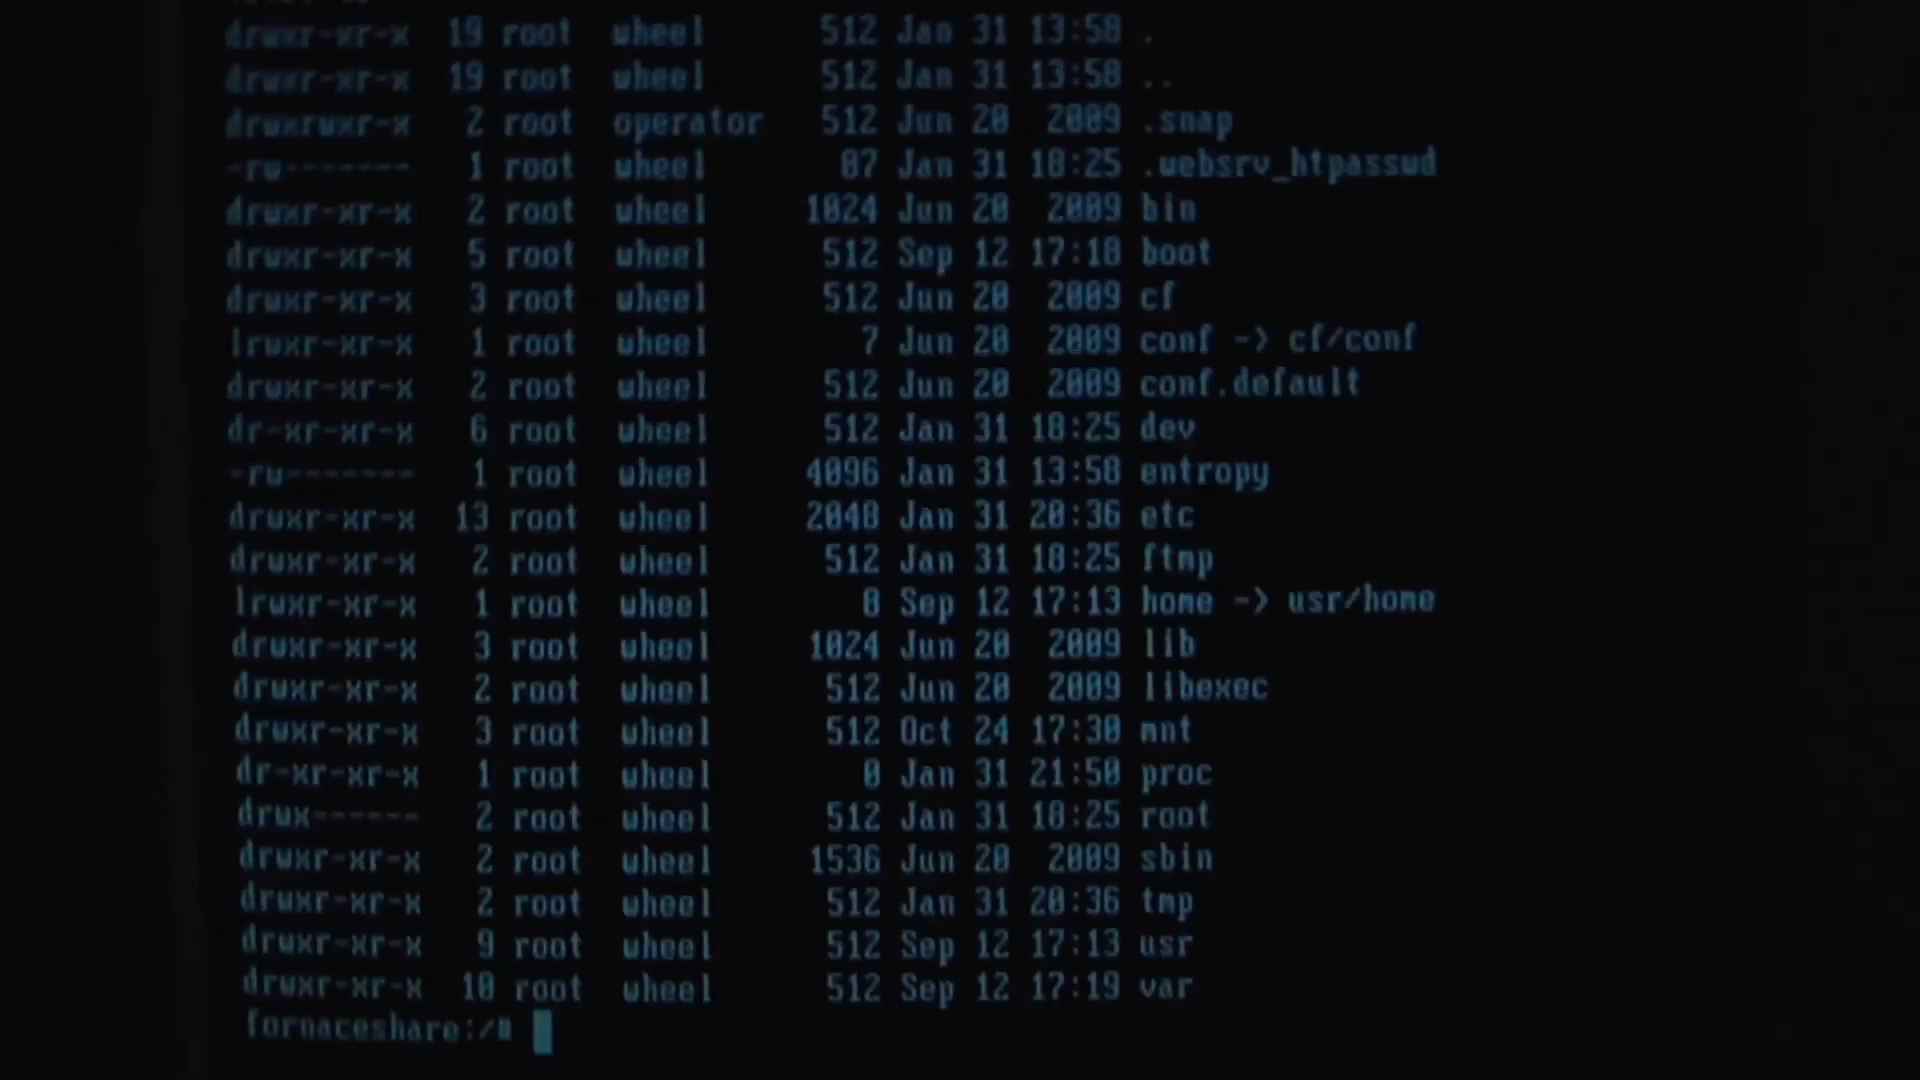 drwxr-xr-x  19 root  wheel      512 Jan 31 13:58 .
drwxr-xr-x  19 root  wheel      512 Jan 31 13:58 ..
drwxrwxr-x   2 root  operator   512 Jun 20  2009 .snap
-rw-------   1 root  wheel       87 Jan 31 18:25 .websrv_htpasswd
drwxr-xr-x   2 root  wheel     1024 Jun 20  2009 bin
drwxr-xr-x   5 root  wheel      512 Sep 12 17:18 boot
drwxr-xr-x   3 root  wheel      512 Jun 20  2009 cf
lrwxr-xr-x   1 root  wheel        7 Jun 20  2009 conf -> cf/conf
drwxr-xr-x   2 root  wheel      512 Jun 20  2009 conf.default
dr-xr-xr-x   6 root  wheel      512 Jan 31 18:25 dev
-rw-------   1 root  wheel     4096 Jan 31 13:58 entropy
drwxr-xr-x  13 root  wheel     2048 Jan 31 20:36 etc
drwxr-xr-x   2 root  wheel      512 Jan 31 18:25 ftmp
lrwxr-xr-x   1 root  wheel        8 Sep 12 17:13 home -> usr/home
drwxr-xr-x   3 root  wheel     1024 Jun 20  2009 lib
drwxr-xr-x   2 root  wheel      512 Jun 20  2009 libexec
drwxr-xr-x   3 root  wheel      512 Oct 24 17:30 mnt
dr-xr-xr-x   1 root  wheel        0 Jan 31 21:50 proc
drwx------   2 root  wheel      512 Jan 31 18:25 root
drwxr-xr-x   2 root  wheel     1536 Jun 20  2009 sbin
drwxr-xr-x   2 root  wheel      512 Jan 31 20:36 tmp
drwxr-xr-x   9 root  wheel      512 Sep 12 17:13 usr
drwxr-xr-x  10 root  wheel      512 Sep 12 17:19 var
fornaceshare:/#